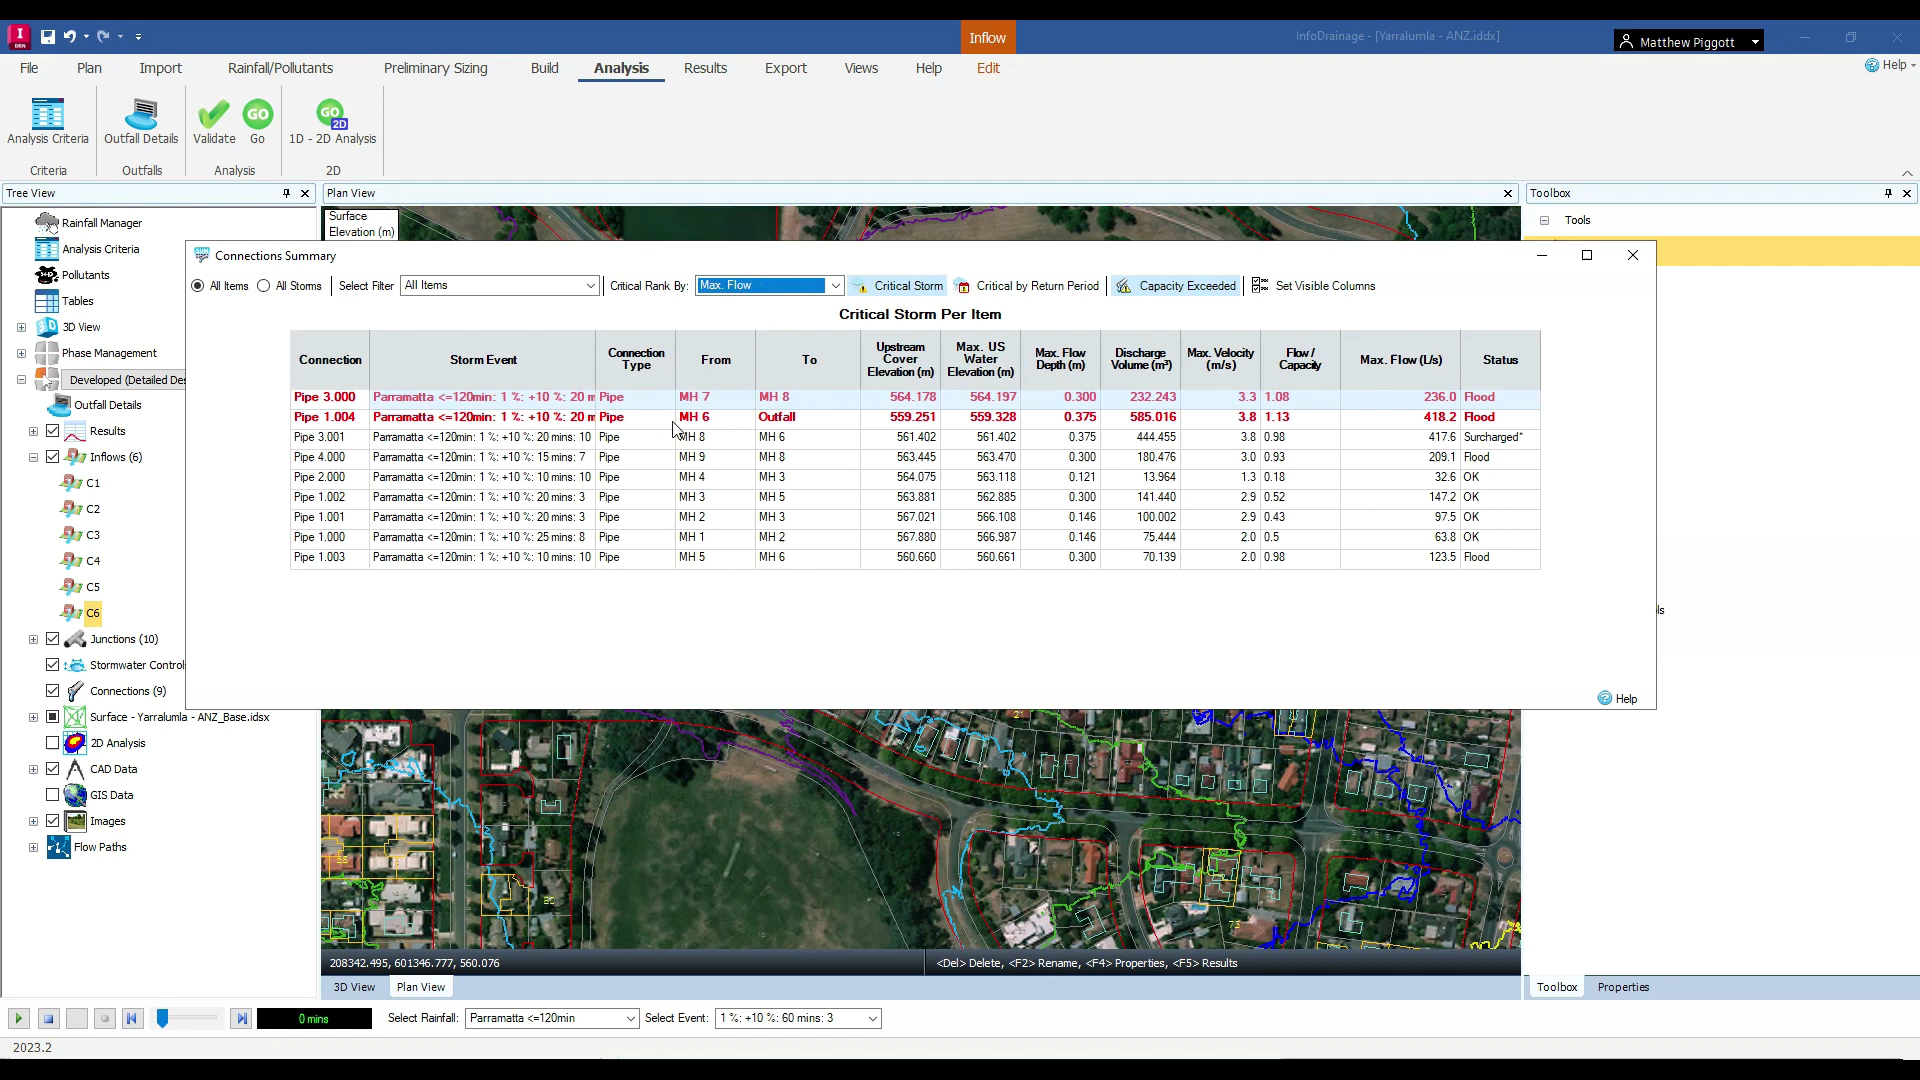 I
DRN
Inflow
InfoDrainage - [Yarralumla - ANZ.iddx]
Matthew Piggott
File Plan Import Rainfall/Pollutants Preliminary Sizing Build Analysis Results Export Views Help Edit
Help
GO GO 2D
Analysis Criteria Outfall Details Validate Go 1D - 2D Analysis
Criteria Outfalls Analysis 2D
Tree View
Plan View
Toolbox
Surface
Elevation (m)
Tools
Rainfall Manager
Analysis Criteria
Pollutants
Tables
3D View
Phase Management
Developed (Detailed Des
Outfall Details
Results
Inflows (6)
C1
C2
C3
C4
C5
C6
Junctions (10)
Stormwater Control
Connections (9)
Surface - Yarralumla - ANZ_Base.idsx
2D Analysis
CAD Data
GIS Data
Images
Flow Paths
Connections Summary
All Items All Storms Select Filter All Items Critical Rank By: Max. Flow Critical Storm Critical by Return Period Capacity Exceeded Set Visible Columns
Critical Storm Per Item
Connection Storm Event Connection Type From To Upstream Cover Elevation (m) Max. US Water Elevation (m) Max. Flow Depth (m) Discharge Volume (m³) Max. Velocity (m/s) Flow / Capacity Max. Flow (L/s) Status
Pipe 3.000 Parramatta <=120min: 1 %: +10 %: 20 m Pipe MH 7 MH 8 564.178 564.197 0.300 232.243 3.3 1.08 236.0 Flood
Pipe 1.004 Parramatta <=120min: 1 %: +10 %: 20 m Pipe MH 6 Outfall 559.251 559.328 0.375 585.016 3.8 1.13 418.2 Flood
Pipe 3.001 Parramatta <=120min: 1 %: +10 %: 20 mins: 10 Pipe MH 8 MH 6 561.402 561.402 0.375 444.455 3.8 0.98 417.6 Surcharged*
Pipe 4.000 Parramatta <=120min: 1 %: +10 %: 15 mins: 7 Pipe MH 9 MH 8 563.445 563.470 0.300 180.476 3.0 0.93 209.1 Flood
Pipe 2.000 Parramatta <=120min: 1 %: +10 %: 10 mins: 10 Pipe MH 4 MH 3 564.075 563.118 0.121 13.964 1.3 0.18 32.6 OK
Pipe 1.002 Parramatta <=120min: 1 %: +10 %: 20 mins: 3 Pipe MH 3 MH 5 563.881 562.885 0.300 141.440 2.9 0.52 147.2 OK
Pipe 1.001 Parramatta <=120min: 1 %: +10 %: 20 mins: 3 Pipe MH 2 MH 3 567.021 566.108 0.146 100.002 2.9 0.43 97.5 OK
Pipe 1.000 Parramatta <=120min: 1 %: +10 %: 25 mins: 8 Pipe MH 1 MH 2 567.880 566.987 0.146 75.444 2.0 0.5 63.8 OK
Pipe 1.003 Parramatta <=120min: 1 %: +10 %: 10 mins: 10 Pipe MH 5 MH 6 560.660 560.661 0.300 70.139 2.0 0.98 123.5 Flood
Help
ls
208342.495, 601346.777, 560.076
<Del> Delete, <F2> Rename, <F4> Properties, <F5> Results
3D View Plan View
Toolbox Properties
0 mins
Select Rainfall: Parramatta <=120min Select Event: 1 %: +10 %: 60 mins: 3
2023.2